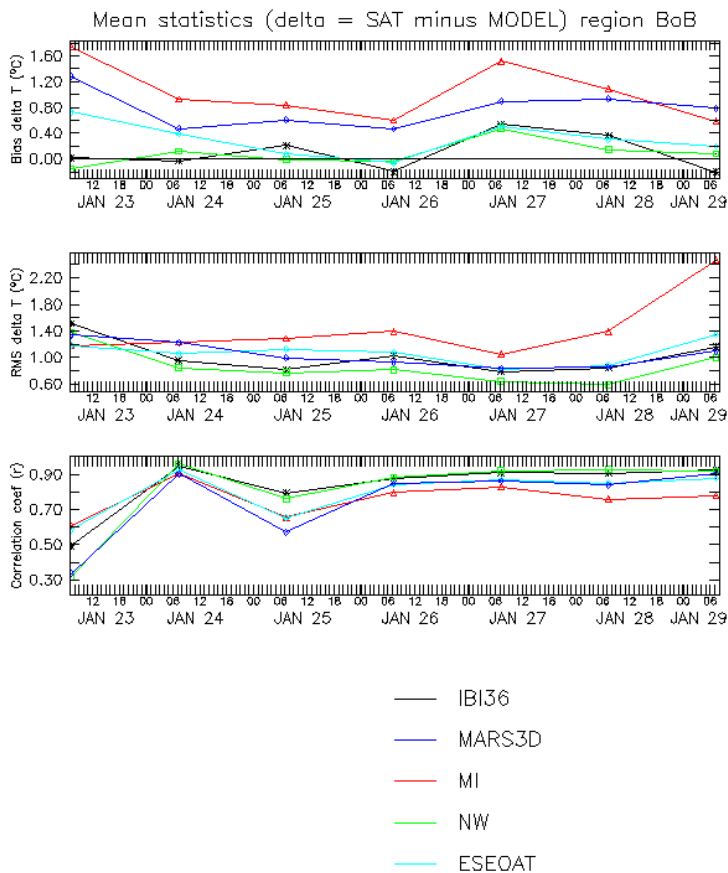 Mean statistics (delta = SAT minus MODEL) region BoB
Bias delta T (ºC)
1.60
1.20
0.80
0.40
0.00
12 18 00 06 12 18 00 06 12 18 00 06 12 18 00 06 12 18 00 06 12 18 00 06
JAN 23 JAN 24 JAN 25 JAN 26 JAN 27 JAN 28 JAN 29
RMS delta T (ºC)
2.20
1.80
1.40
1.00
0.60
12 18 00 06 12 18 00 06 12 18 00 06 12 18 00 06 12 18 00 06 12 18 00 06
JAN 23 JAN 24 JAN 25 JAN 26 JAN 27 JAN 28 JAN 29
Correlation coef (r)
0.90
0.70
0.50
0.30
12 18 00 06 12 18 00 06 12 18 00 06 12 18 00 06 12 18 00 06 12 18 00 06
JAN 23 JAN 24 JAN 25 JAN 26 JAN 27 JAN 28 JAN 29
IBI36
MARS3D
MI
NW
ESEOAT